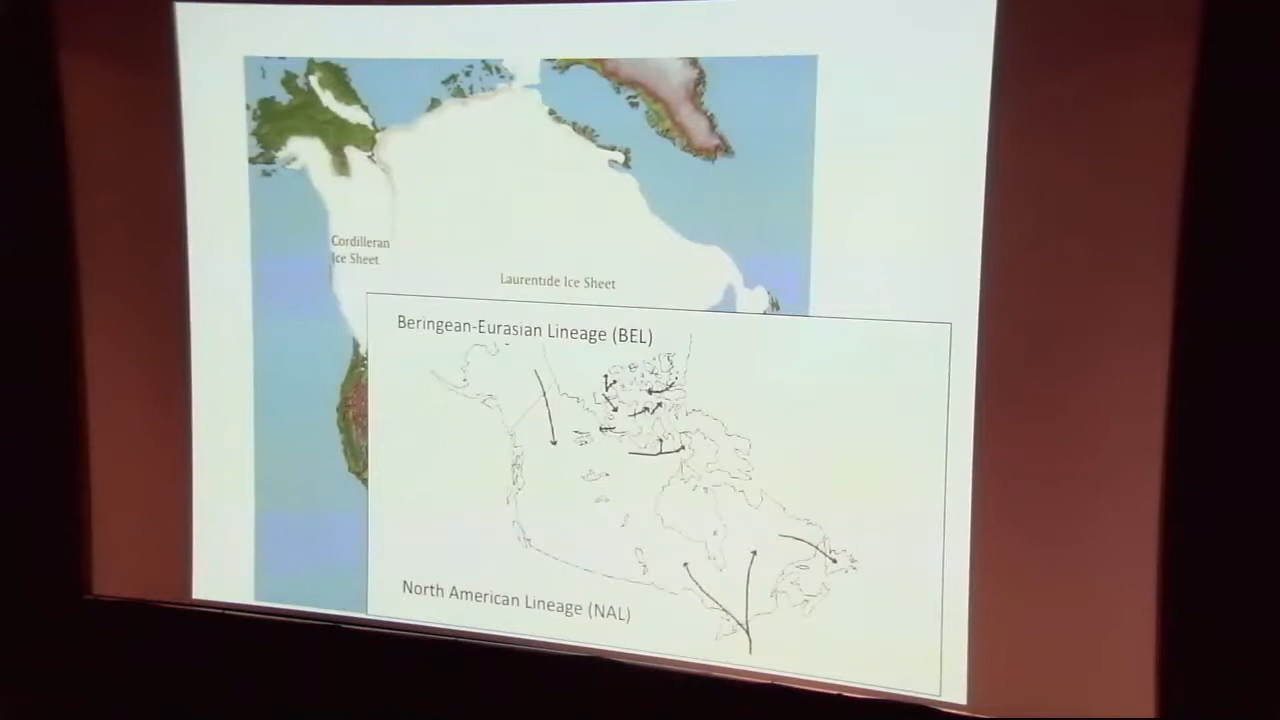 Cordilleran
Ice Sheet
Laurentide Ice Sheet
Beringean-Eurasian Lineage (BEL)
North American Lineage (NAL)